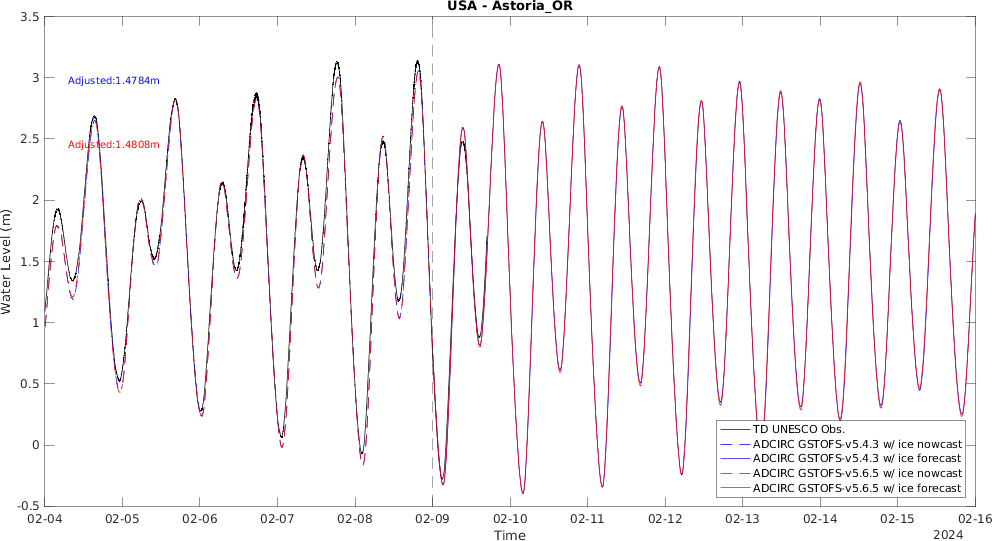 USA - Astoria_OR
3.5
3
2.5
2
1.5
1
0.5
0
-0.5
Water Level (m)
Adjusted:1.4784m
Adjusted:1.4808m
TD UNESCO Obs.
ADCIRC GSTOFS-v5.4.3 w/ ice nowcast
ADCIRC GSTOFS-v5.4.3 w/ ice forecast
ADCIRC GSTOFS-v5.6.5 w/ ice nowcast
ADCIRC GSTOFS-v5.6.5 w/ ice forecast
02-04 02-05 02-06 02-07 02-08 02-09 02-10 02-11 02-12 02-13 02-14 02-15 02-16
Time
2024